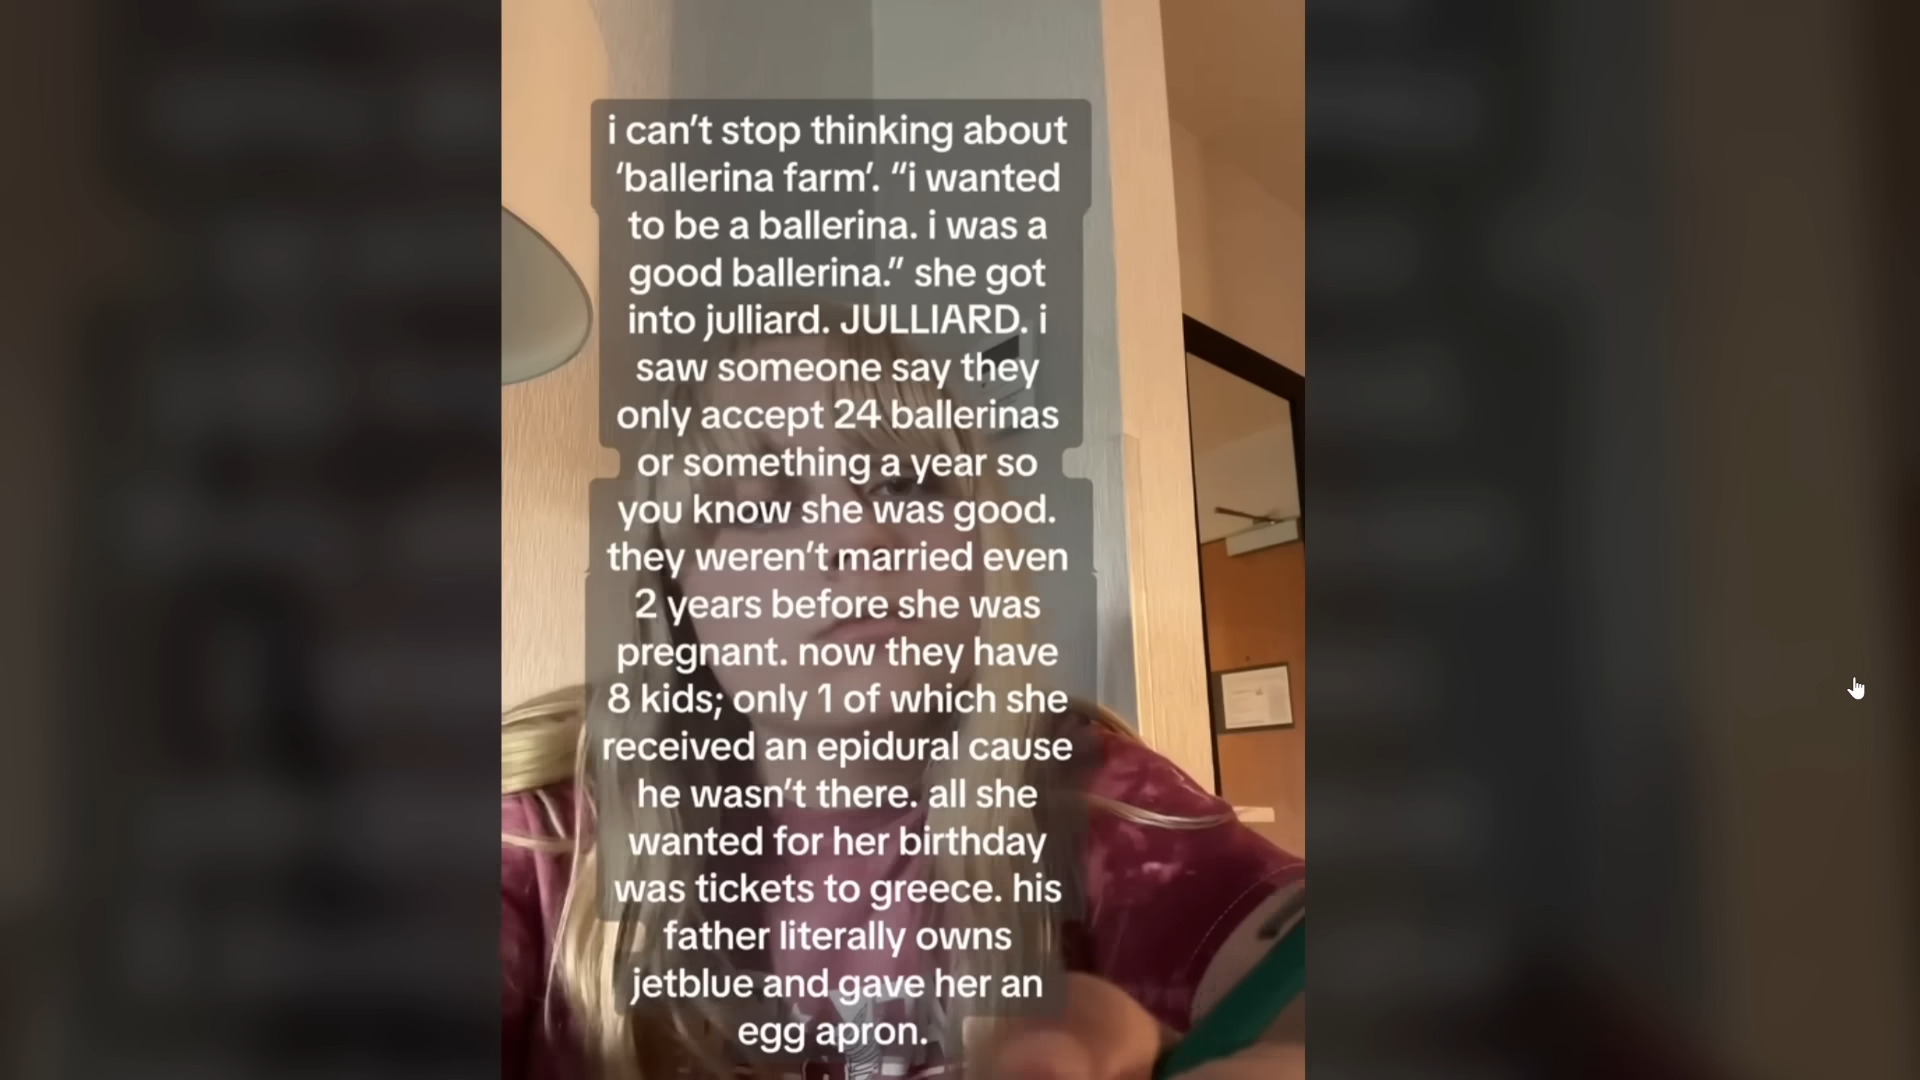 i can’t stop thinking about
‘ballerina farm’. “i wanted
to be a ballerina. i was a
good ballerina.” she got
into julliard. JULLIARD. i
saw someone say they
only accept 24 ballerinas
or something a year so
you know she was good.
they weren’t married even
2 years before she was
pregnant. now they have
8 kids; only 1 of which she
received an epidural cause
he wasn’t there. all she
wanted for her birthday
was tickets to greece. his
father literally owns
jetblue and gave her an
egg apron.